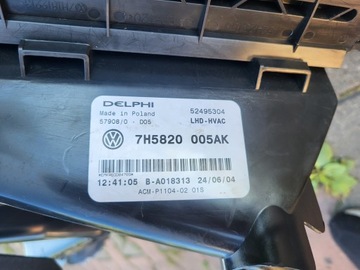 DELPHI
52495304
Made in Poland
57908/0 - 005
LHD-HVAC
7H5820 005AK
12:41:05 B-A018313 24/06/04
ACM-P1104-02 01S